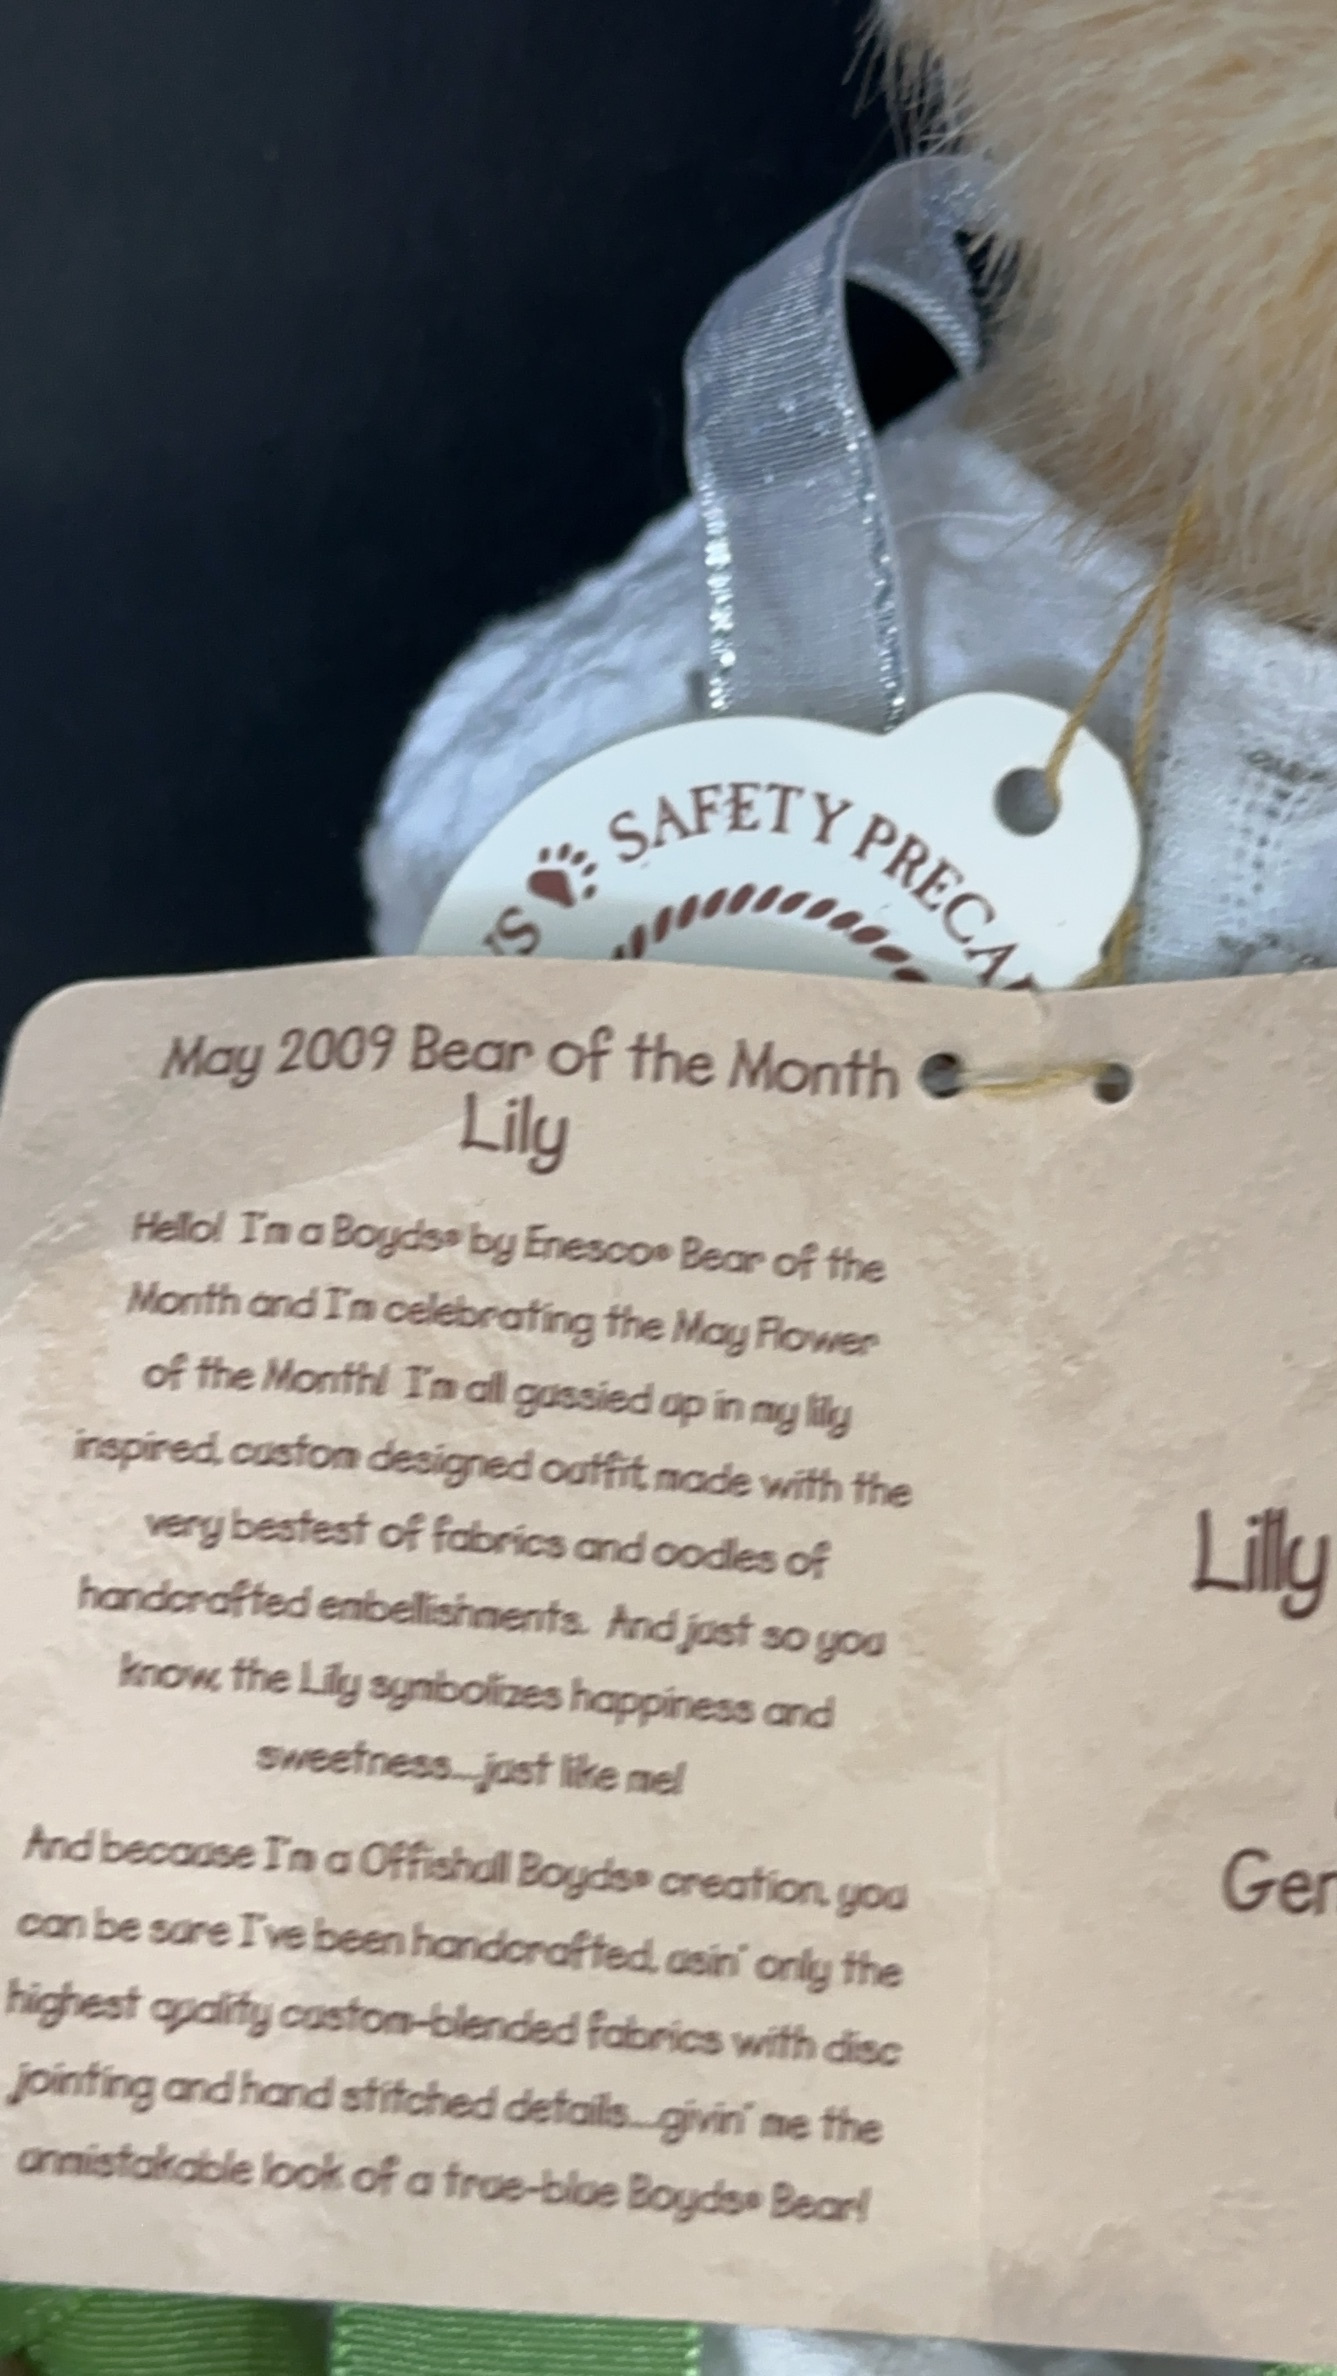 SAFETY PRECA
May 2009 Bear of the Month
Lily
Hello! I'm a Boyds® by Enesco® Bear of the
Month and I'm celebrating the May Flower
of the Month! I'm all gussied up in my lily
inspired, custom designed outfit, made with the
very bestest of fabrics and oodles of
handcrafted embellishments. And just so you
know, the Lily symbolizes happiness and
sweetness...just like me!
And because I'm a Offishull Boyds® creation, you
can be sure I've been handcrafted, usin' only the
highest quality custom-blended fabrics with disc
jointing and hand stitched details...givin' me the
unmistakable look of a true-blue Boyds® Bear!
Lilly
Gen